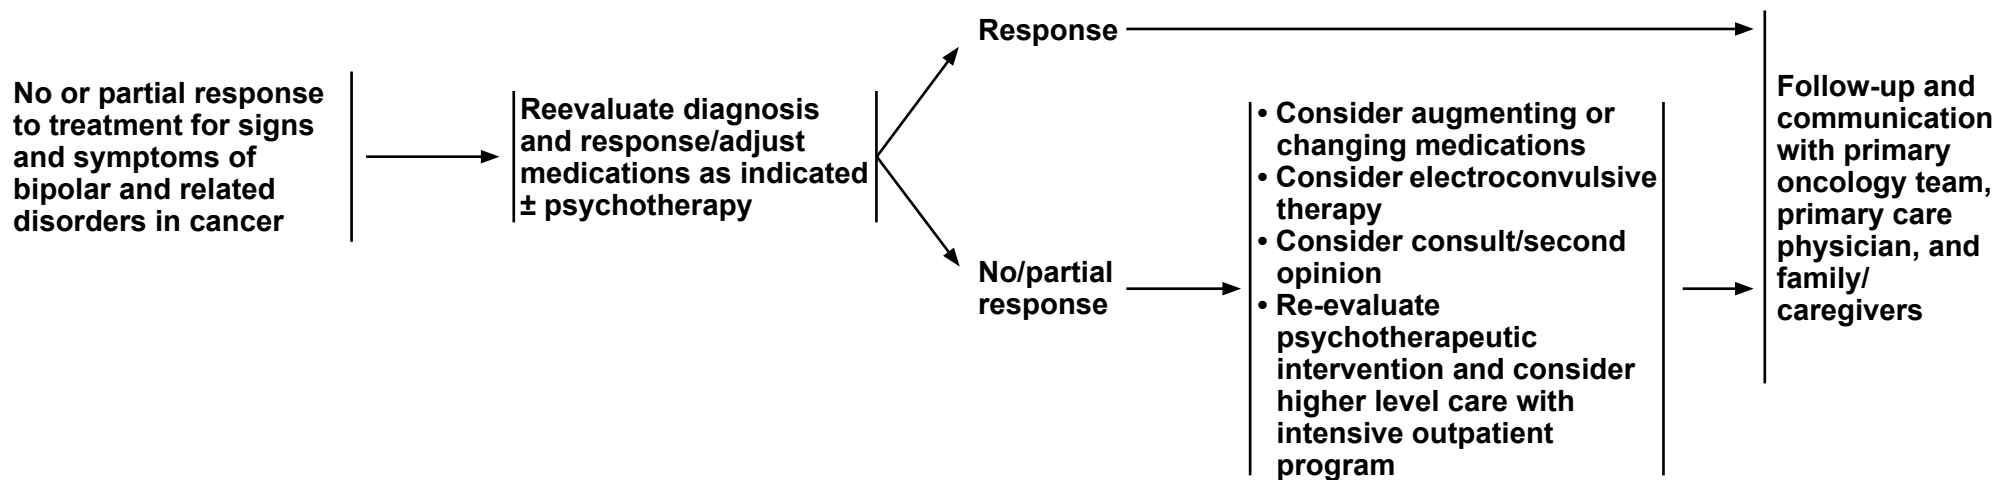 No or partial response
to treatment for signs
and symptoms of
bipolar and related
disorders in cancer
Reevaluate diagnosis
and response/adjust
medications as indicated
± psychotherapy
Response
No/partial
response
• Consider augmenting or
changing medications
• Consider electroconvulsive
therapy
• Consider consult/second
opinion
• Re-evaluate
psychotherapeutic
intervention and consider
higher level care with
intensive outpatient
program
Follow-up and
communication
with primary
oncology team,
primary care
physician, and
family/
caregivers